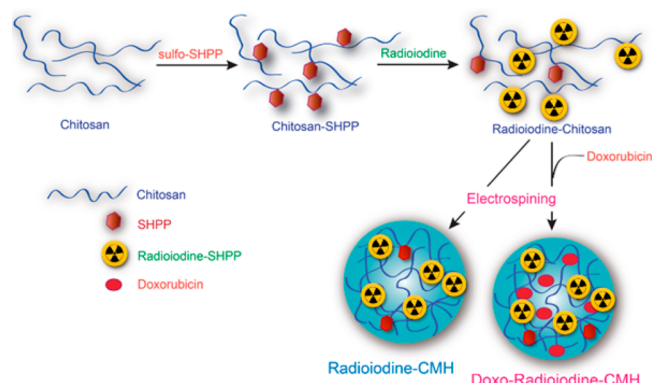 sulfo-SHPP
Radioiodine
Chitosan
Chitosan-SHPP
Radioiodine-Chitosan
Doxorubicin
Electrospining
Chitosan
SHPP
Radioiodine-SHPP
Doxorubicin
Radioiodine-CMH
Doxo-Radioiodine-CMH